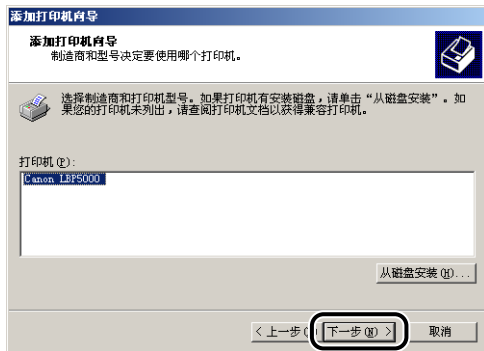 添加打印机向导
添加打印机向导
制造商和型号决定要使用哪个打印机。
选择制造商和打印机型号。如果打印机有安装磁盘，请单击“从磁盘安装”。如
果您的打印机未列出，请查阅打印机文档以获得兼容打印机。
打印机(P):
Canon LBP5000
从磁盘安装(H)...
<上一步( 下一步(N) > 取消